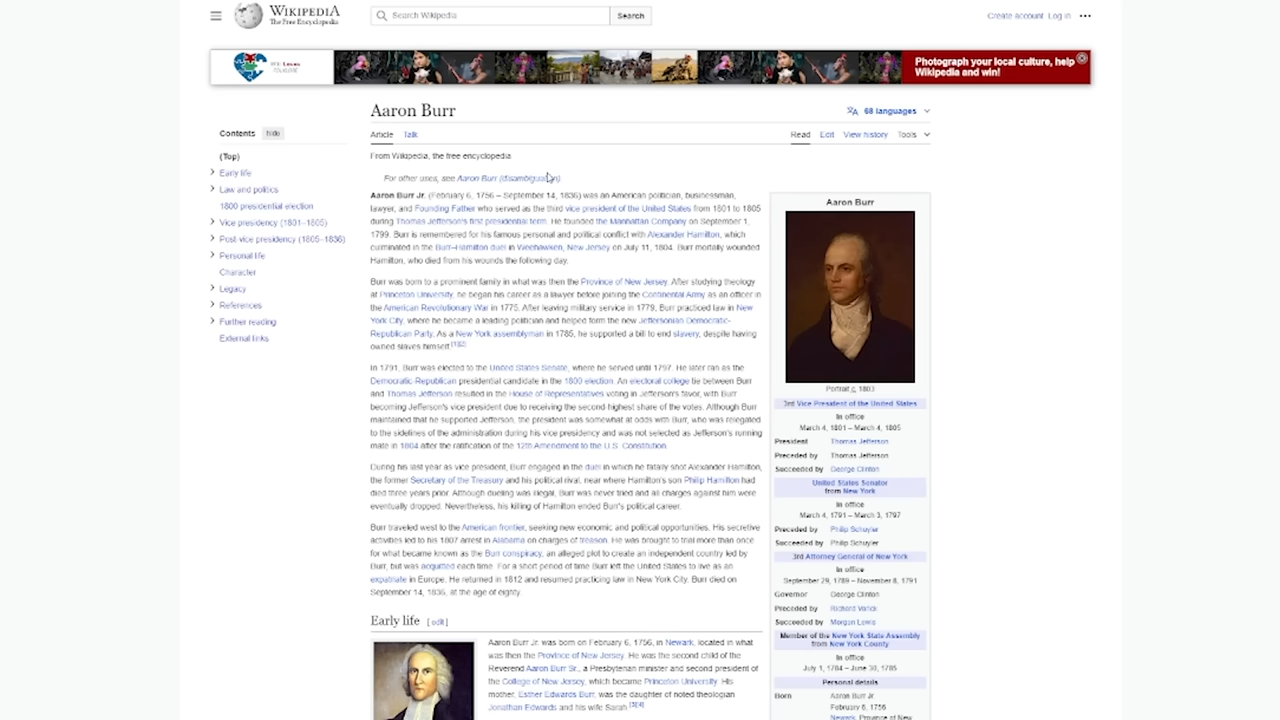 WIKIPEDIA
The Free Encyclopedia
Search Wikipedia
Search
Create account Log in
Photograph your local culture, help
Wikipedia and win!
Aaron Burr
68 languages
Contents hide
Article Talk
Read Edit View history Tools
(Top)
Early life
Law and politics
1800 presidential election
Vice presidency (1801–1805)
Post-vice presidency (1805–1836)
Personal life
Character
Legacy
References
Further reading
External links
From Wikipedia, the free encyclopedia
For other uses, see Aaron Burr (disambiguation)
Aaron Burr Jr. (February 6, 1756 – September 14, 1836) was an American politician, businessman,
lawyer, and Founding Father who served as the third vice president of the United States from 1801 to 1805
during Thomas Jefferson's first presidential term. He founded the Manhattan Company on September 1,
1799. Burr is remembered for his famous personal and political conflict with Alexander Hamilton, which
culminated in the Burr–Hamilton duel in Weehawken, New Jersey on July 11, 1804. Burr mortally wounded
Hamilton, who died from his wounds the following day.
Burr was born to a prominent family in what was then the Province of New Jersey. After studying theology
at Princeton University, he began his career as a lawyer before joining the Continental Army as an officer in
the American Revolutionary War in 1775. After leaving military service in 1779, Burr practiced law in New
York City, where he became a leading politician and helped form the new Jeffersonian Democratic-
Republican Party. As a New York assemblyman in 1785, he supported a bill to end slavery, despite having
owned slaves himself.[1][2]
In 1791, Burr was elected to the United States Senate, where he served until 1797. He later ran as the
Democratic-Republican presidential candidate in the 1800 election. An electoral college tie between Burr
and Thomas Jefferson resulted in the House of Representatives voting in Jefferson's favor, with Burr
becoming Jefferson's vice president due to receiving the second-highest share of the votes. Although Burr
maintained that he supported Jefferson, the president was somewhat at odds with Burr, who was relegated
to the sidelines of the administration during his vice presidency and was not selected as Jefferson's running
mate in 1804 after the ratification of the 12th Amendment to the U.S. Constitution.
During his last year as vice president, Burr engaged in the duel in which he fatally shot Alexander Hamilton,
the former Secretary of the Treasury and his political rival, near where Hamilton's son Philip Hamilton had
died three years prior. Although dueling was illegal, Burr was never tried and all charges against him were
eventually dropped. Nevertheless, his killing of Hamilton ended Burr's political career.
Burr traveled west to the American frontier, seeking new economic and political opportunities. His secretive
activities led to his 1807 arrest in Alabama on charges of treason. He was brought to trial more than once
for what became known as the Burr conspiracy, an alleged plot to create an independent country led by
Burr, but was acquitted each time. For a short period of time Burr left the United States to live as an
expatriate in Europe. He returned in 1812 and resumed practicing law in New York City. Burr died on
September 14, 1836, at the age of eighty.
Early life [ edit ]
Aaron Burr Jr. was born on February 6, 1756, in Newark, located in what
was then the Province of New Jersey. He was the second child of the
Reverend Aaron Burr Sr., a Presbyterian minister and second president of
the College of New Jersey, which became Princeton University. His
mother, Esther Edwards Burr, was the daughter of noted theologian
Jonathan Edwards and his wife Sarah.[3][4]
Aaron Burr
Portrait c. 1803
3rd Vice President of the United States
In office
March 4, 1801 – March 4, 1805
President Thomas Jefferson
Preceded by Thomas Jefferson
Succeeded by George Clinton
United States Senator
from New York
In office
March 4, 1791 – March 3, 1797
Preceded by Philip Schuyler
Succeeded by Philip Schuyler
3rd Attorney General of New York
In office
September 29, 1789 – November 8, 1791
Governor George Clinton
Preceded by Richard Varick
Succeeded by Morgan Lewis
Member of the New York State Assembly
from New York County
In office
July 1, 1784 – June 30, 1785
Personal details
Born Aaron Burr Jr.
February 6, 1756
Newark, Province of New